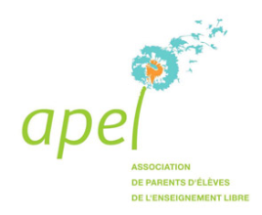 apel
ASSOCIATION
DE PARENTS D'ÉLÈVES
DE L'ENSEIGNEMENT LIBRE